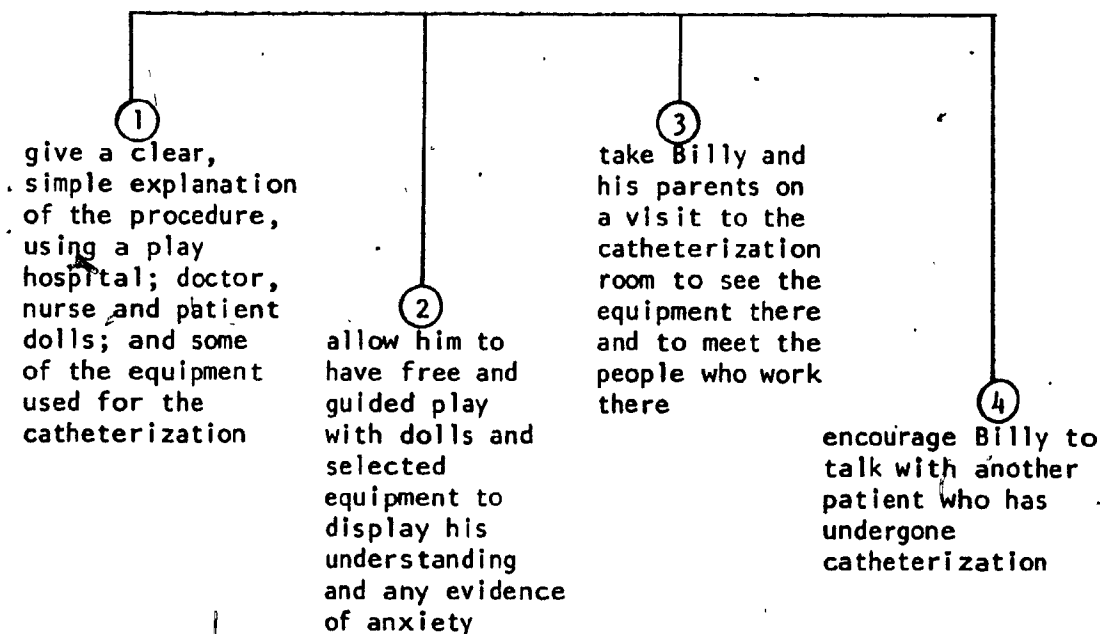 1
give a clear,
simple explanation
of the procedure,
using a play
hospital; doctor,
nurse and patient
dolls; and some
of the equipment
used for the
catheterization
2
allow him to
have free and
guided play
with dolls and
selected
equipment to
display his
understanding
and any evidence
of anxiety
3
take Billy and
his parents on
a visit to the
catheterization
room to see the
equipment there
and to meet the
people who work
there
4
encourage Billy to
talk with another
patient who has
undergone
catheterization